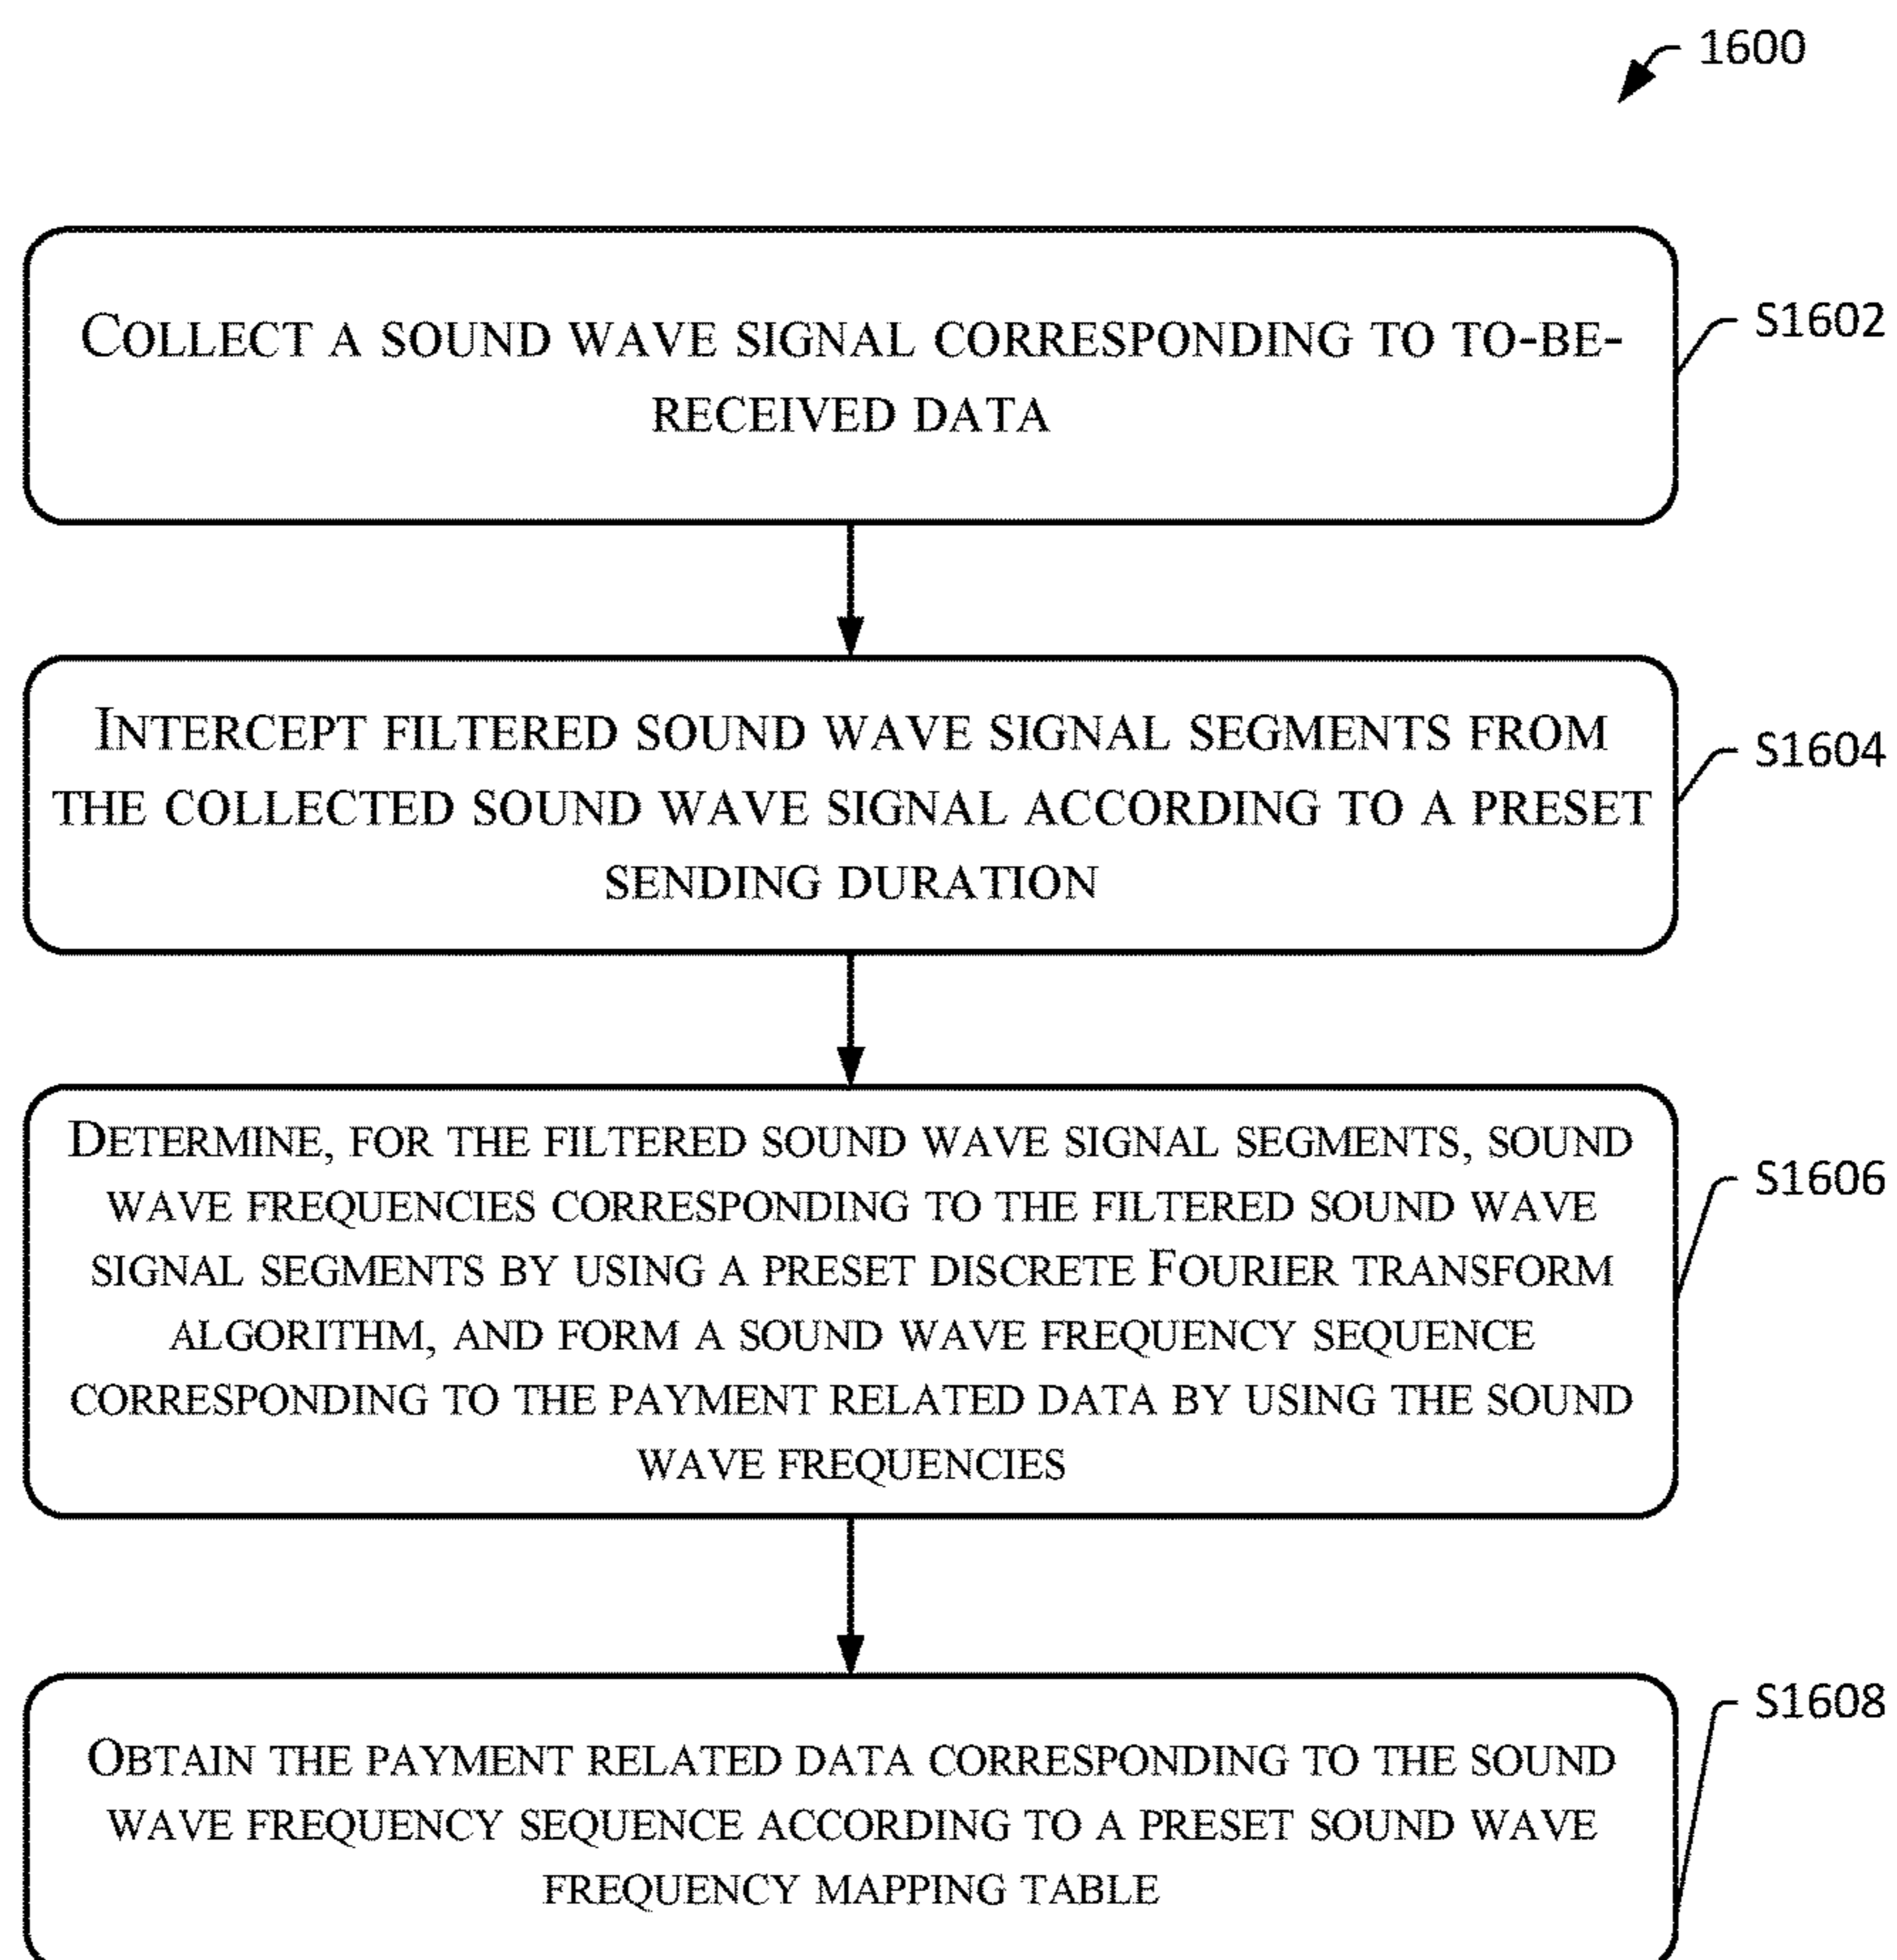 1600
COLLECT A SOUND WAVE SIGNAL CORRESPONDING TO TO-BE-
RECEIVED DATA
S1602
INTERCEPT FILTERED SOUND WAVE SIGNAL SEGMENTS FROM
THE COLLECTED SOUND WAVE SIGNAL ACCORDING TO A PRESET
SENDING DURATION
S1604
DETERMINE, FOR THE FILTERED SOUND WAVE SIGNAL SEGMENTS, SOUND
WAVE FREQUENCIES CORRESPONDING TO THE FILTERED SOUND WAVE
SIGNAL SEGMENTS BY USING A PRESET DISCRETE FOURIER TRANSFORM
ALGORITHM, AND FORM A SOUND WAVE FREQUENCY SEQUENCE
CORRESPONDING TO THE PAYMENT RELATED DATA BY USING THE SOUND
WAVE FREQUENCIES
S1606
OBTAIN THE PAYMENT RELATED DATA CORRESPONDING TO THE SOUND
WAVE FREQUENCY SEQUENCE ACCORDING TO A PRESET SOUND WAVE
FREQUENCY MAPPING TABLE
S1608